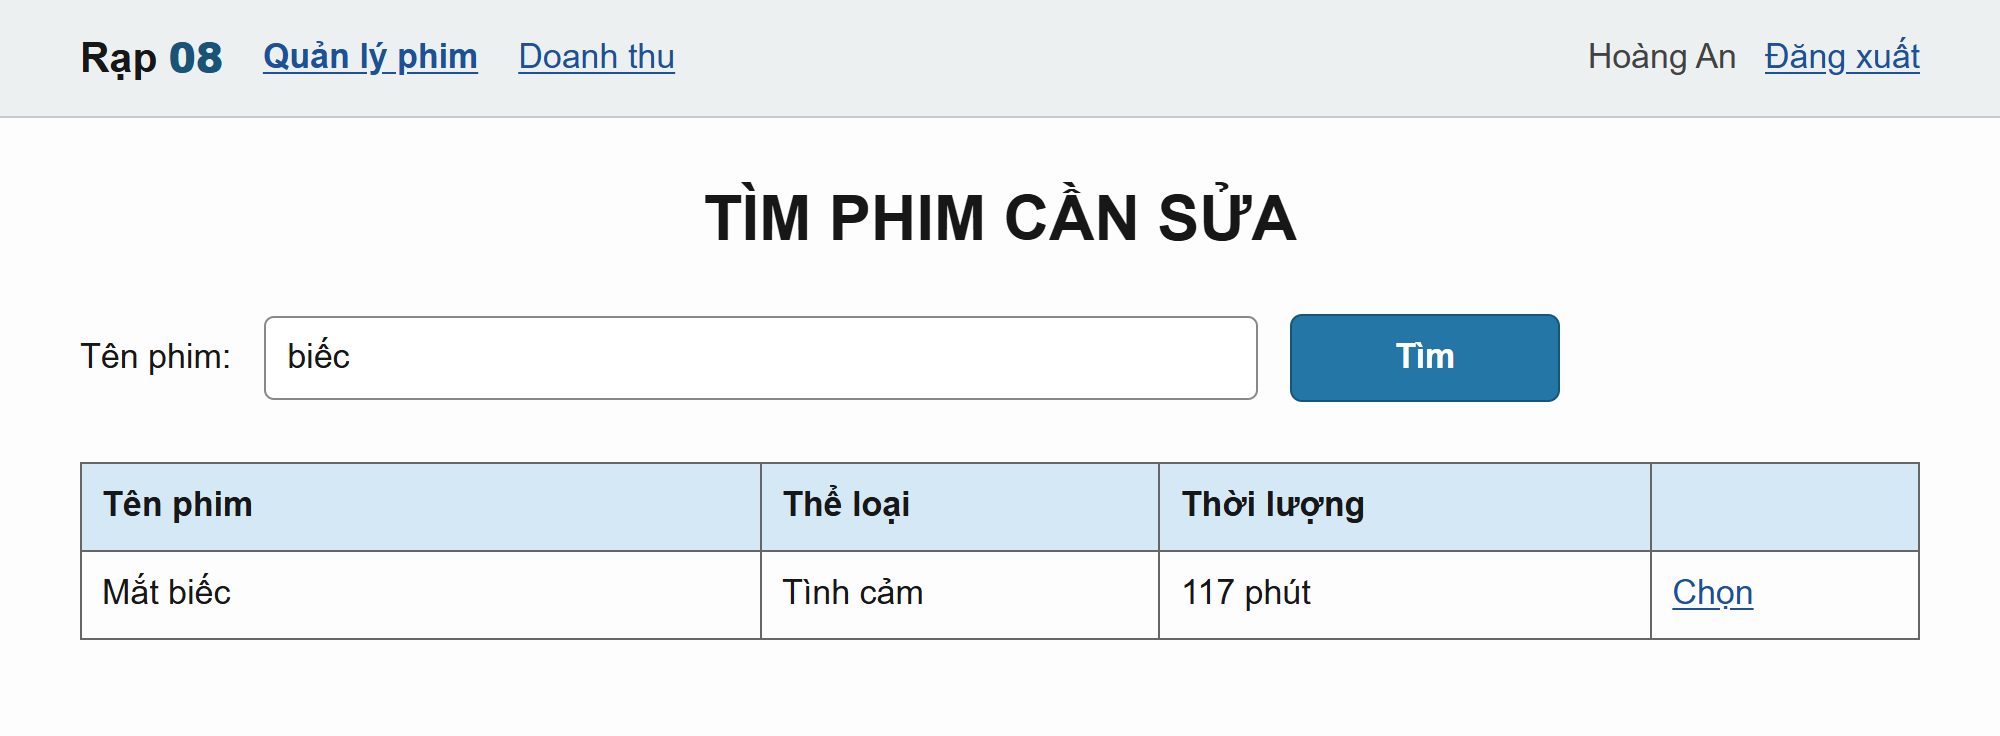 Rạp 08 Quản lý phim Doanh thu Hoàng An Đăng xuất
TÌM PHIM CẦN SỬA
Tên phim: biếc Tìm
Tên phim Thể loại Thời lượng
Mắt biếc Tình cảm 117 phút Chọn